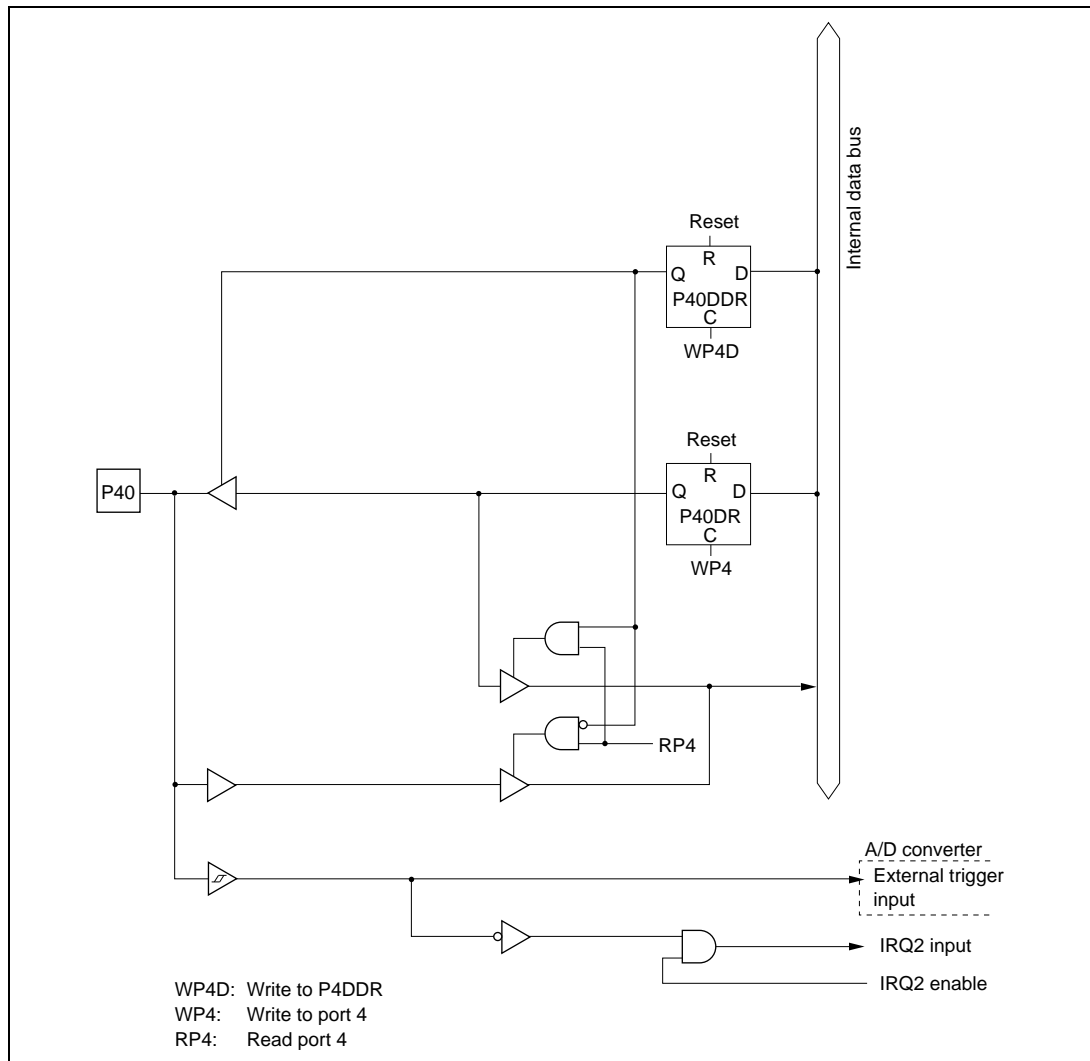 Internal data bus
Reset
R
Q D
P40DDR
C
WP4D
Reset
R
P40
Q D
P40DR
C
WP4
RP4
A/D converter
External trigger
input
IRQ2 input
IRQ2 enable
WP4D: Write to P4DDR
WP4: Write to port 4
RP4: Read port 4